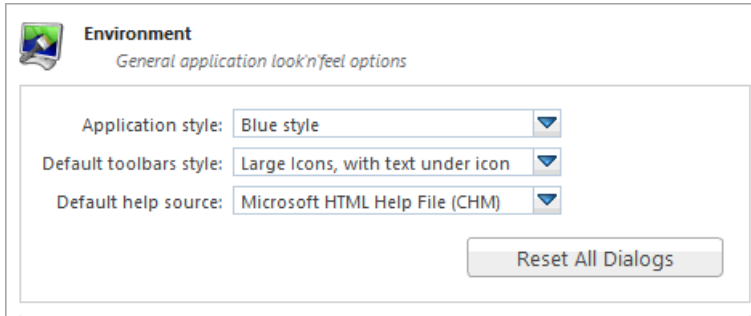 Environment
General application look'n'feel options
Application style: Blue style
Default toolbars style: Large Icons, with text under icon
Default help source: Microsoft HTML Help File (CHM)
Reset All Dialogs